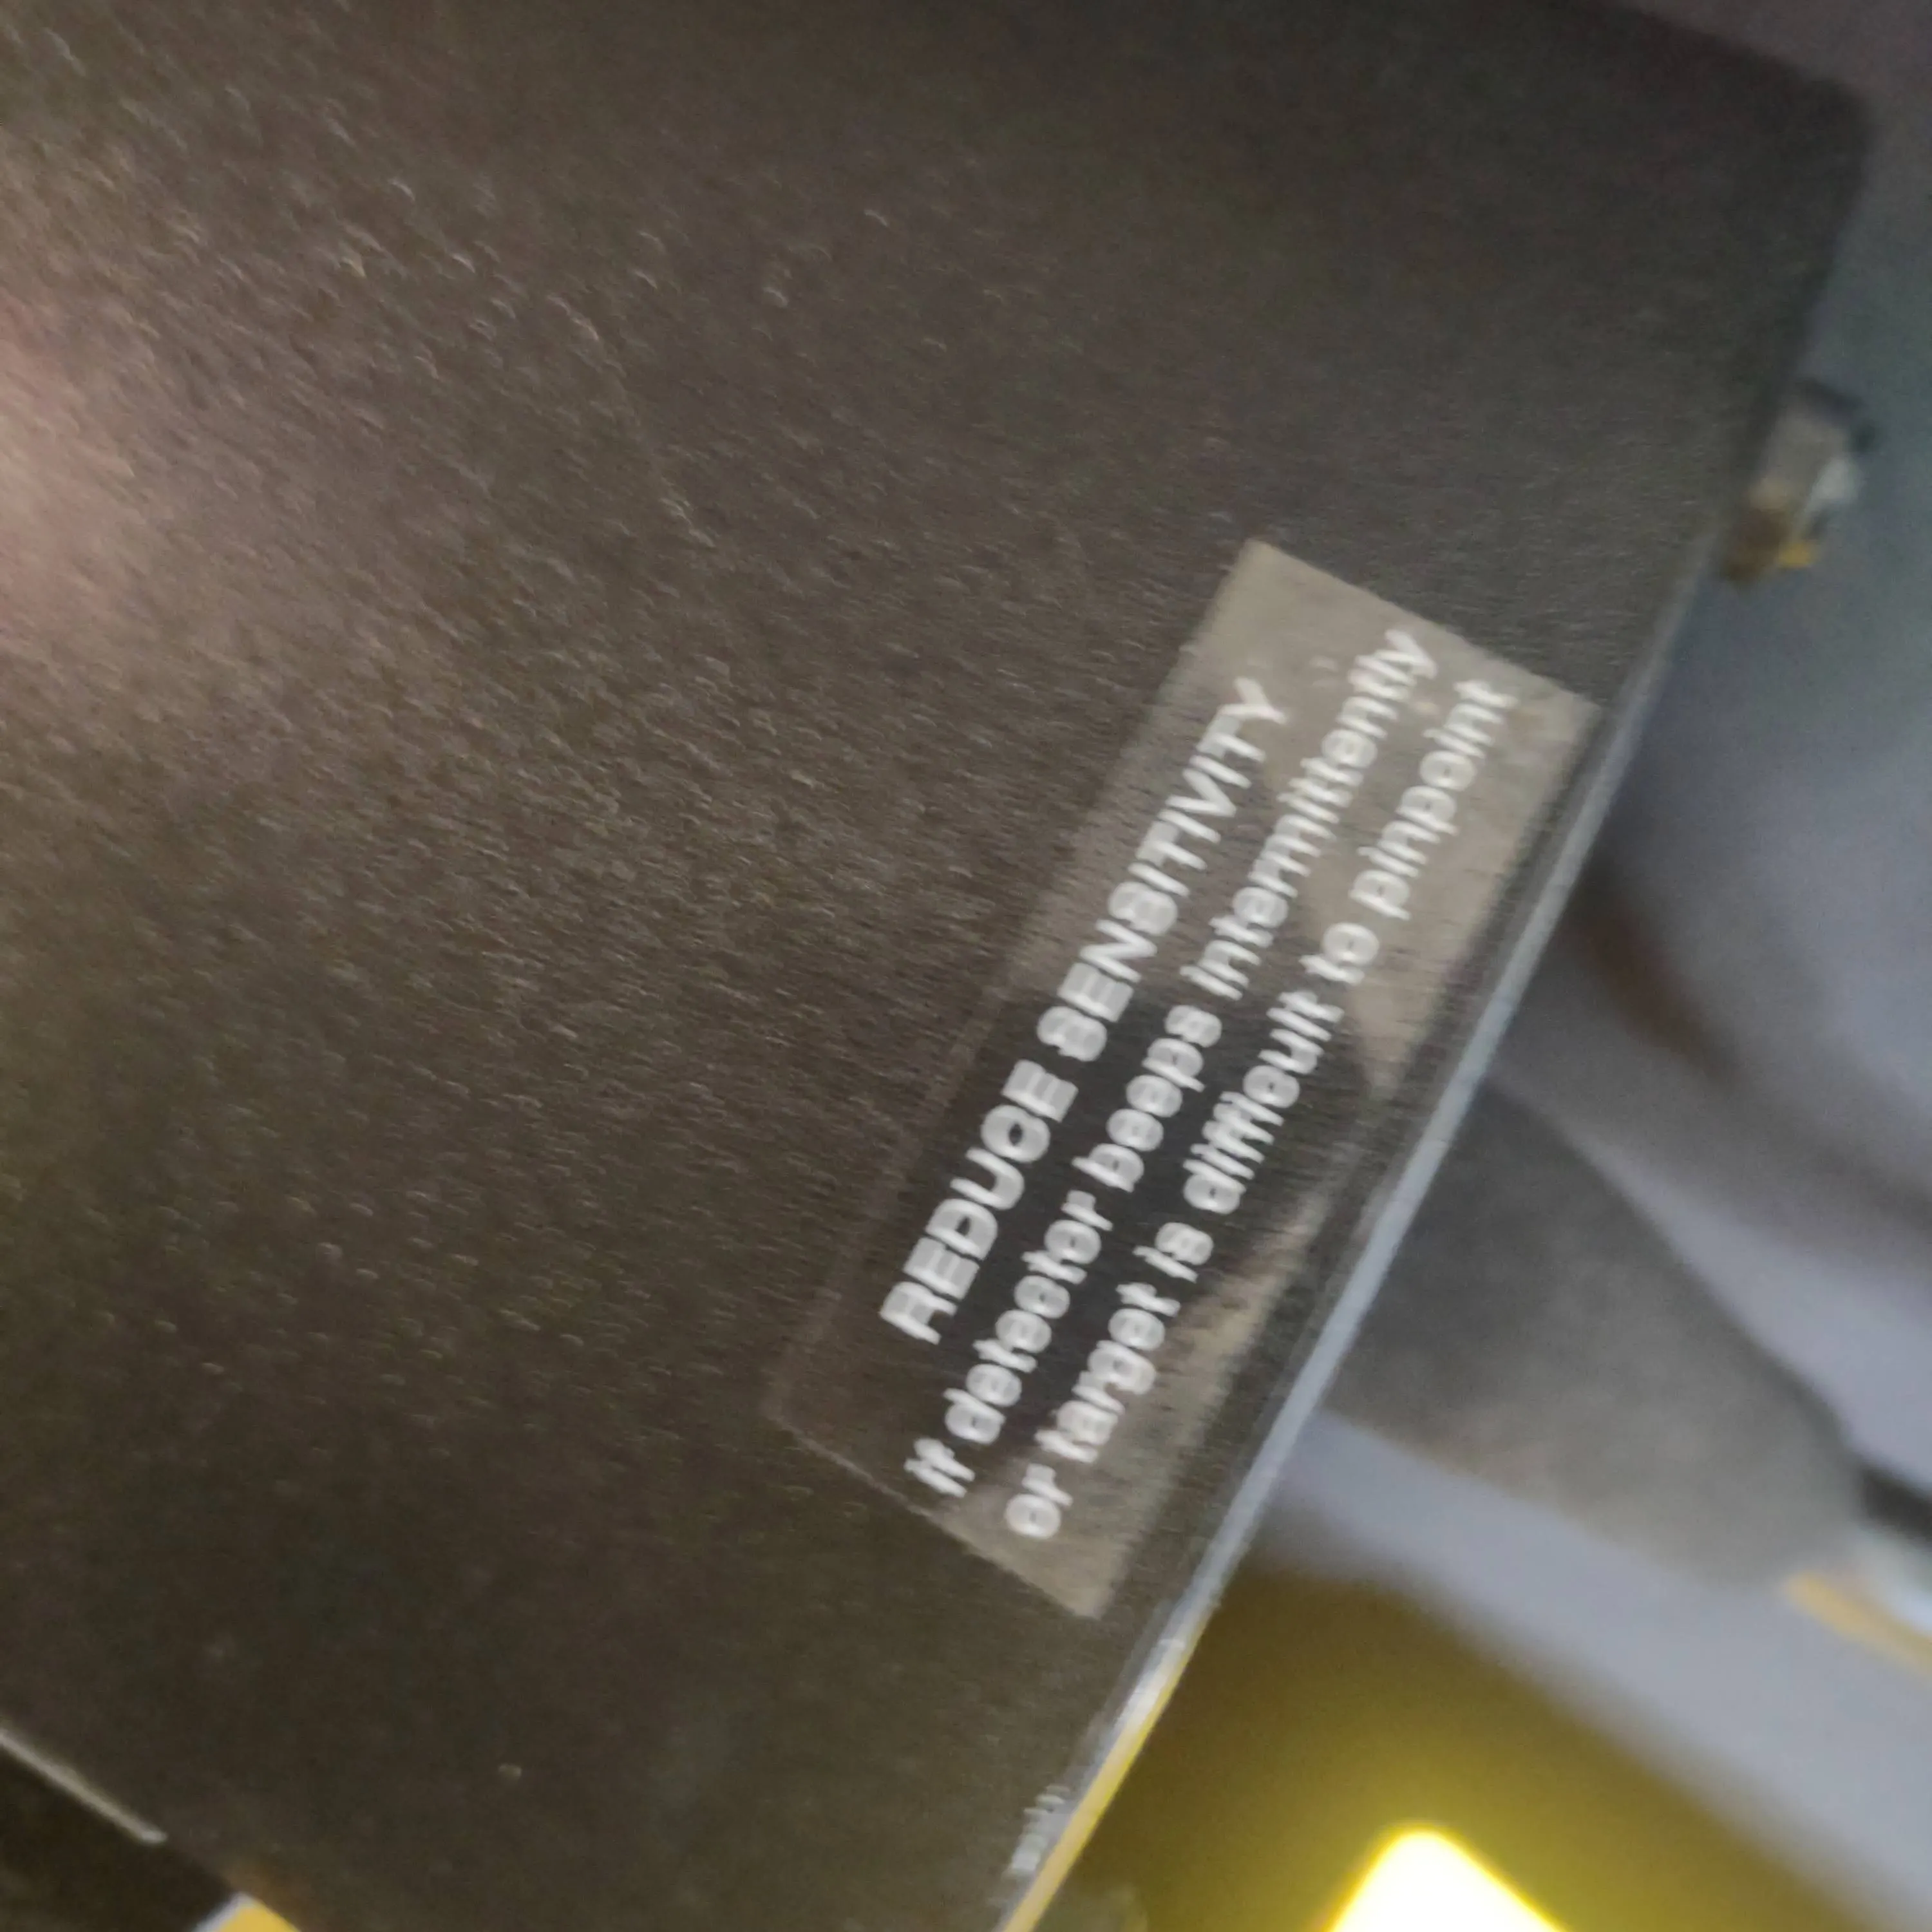 REDUCE SENSITIVITY
If detector beeps intermittently
or target is difficult to pinpoint